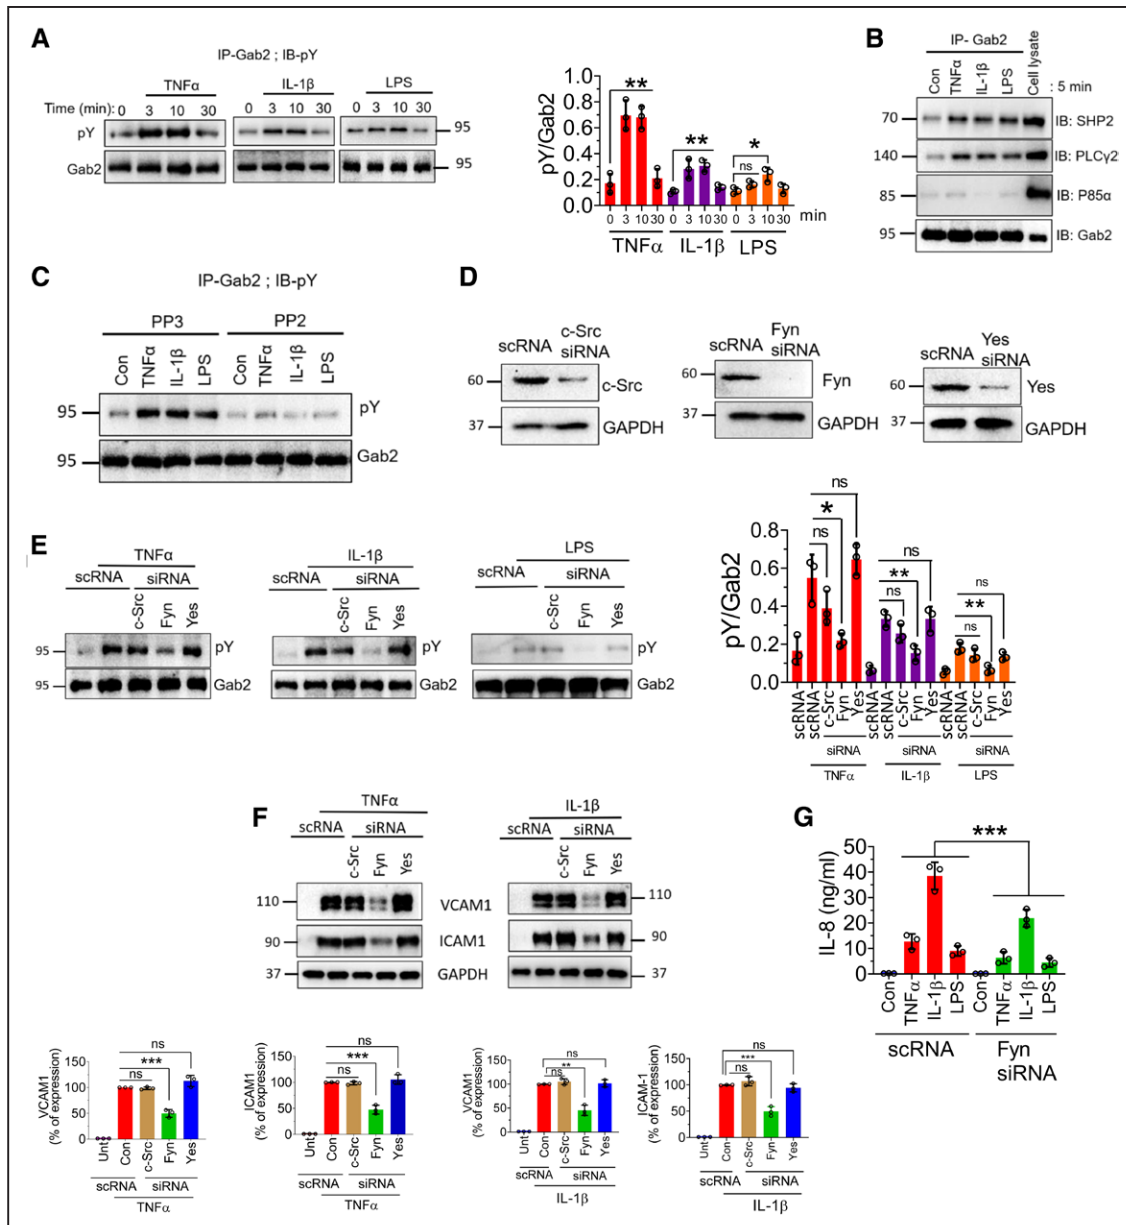 A
IP-Gab2 ; IB-pY
TNFα IL-1β LPS
Time (min): 0 3 10 30 0 3 10 30 0 3 10 30
pY 95
Gab2 95
pY/Gab2
1.0
0.8
0.6
0.4
0.2
0.0
** ** ns *
0 3 10 30 0 3 10 30 0 3 10 30 min
TNFα IL-1β LPS
B
IP- Gab2
Con TNFα IL-1β LPS Cell lysate : 5 min
70 IB: SHP2
140 IB: PLCγ2
85 IB: P85α
95 IB: Gab2
C
IP-Gab2 ; IB-pY
PP3 PP2
Con TNFα IL-1β LPS Con TNFα IL-1β LPS
95 pY
95 Gab2
D
scRNA c-Src siRNA
60 c-Src
37 GAPDH
scRNA Fyn siRNA
60 Fyn
37 GAPDH
scRNA Yes siRNA
60 Yes
37 GAPDH
E
TNFα
scRNA siRNA
c-Src Fyn Yes
95 pY
95 Gab2
IL-1β
scRNA siRNA
c-Src Fyn Yes
pY
Gab2
LPS
scRNA siRNA
c-Src Fyn Yes
pY
Gab2
pY/Gab2
0.8
0.6
0.4
0.2
0.0
ns * ns
ns ** ns
ns ** ns
scRNA scRNA c-Src Fyn Yes scRNA scRNA c-Src Fyn Yes scRNA scRNA c-Src Fyn Yes
siRNA siRNA siRNA
TNFα IL-1β LPS
F
TNFα
scRNA siRNA
c-Src Fyn Yes
110 VCAM1
90 ICAM1
37 GAPDH
IL-1β
scRNA siRNA
c-Src Fyn Yes
110
90
37
G
IL-8 (ng/ml)
50
40
30
20
10
0
***
Con TNFα IL-1β LPS Con TNFα IL-1β LPS
scRNA Fyn
siRNA
VCAM1
(% of expression)
150
100
50
0
ns
***
ns
Unt Con c-Src Fyn Yes
scRNA siRNA
TNFα
ICAM1
(% of expression)
150
100
50
0
ns
***
ns
Unt Con c-Src Fyn Yes
scRNA siRNA
TNFα
VCAM1
(% of expression)
150
100
50
0
ns
**
ns
Unt Con c-Src Fyn Yes
scRNA siRNA
IL-1β
ICAM-1
(% of expression)
150
100
50
0
ns
***
ns
Unt Con c-Src Fyn Yes
scRNA siRNA
IL-1β